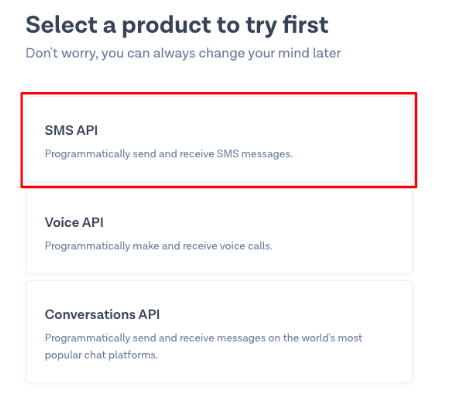 Select a product to try first
Don't worry, you can always change your mind later
SMS API
Programmatically send and receive SMS messages.
Voice API
Programmatically make and receive voice calls.
Conversations API
Programmatically send and receive messages on the world's most
popular chat platforms.